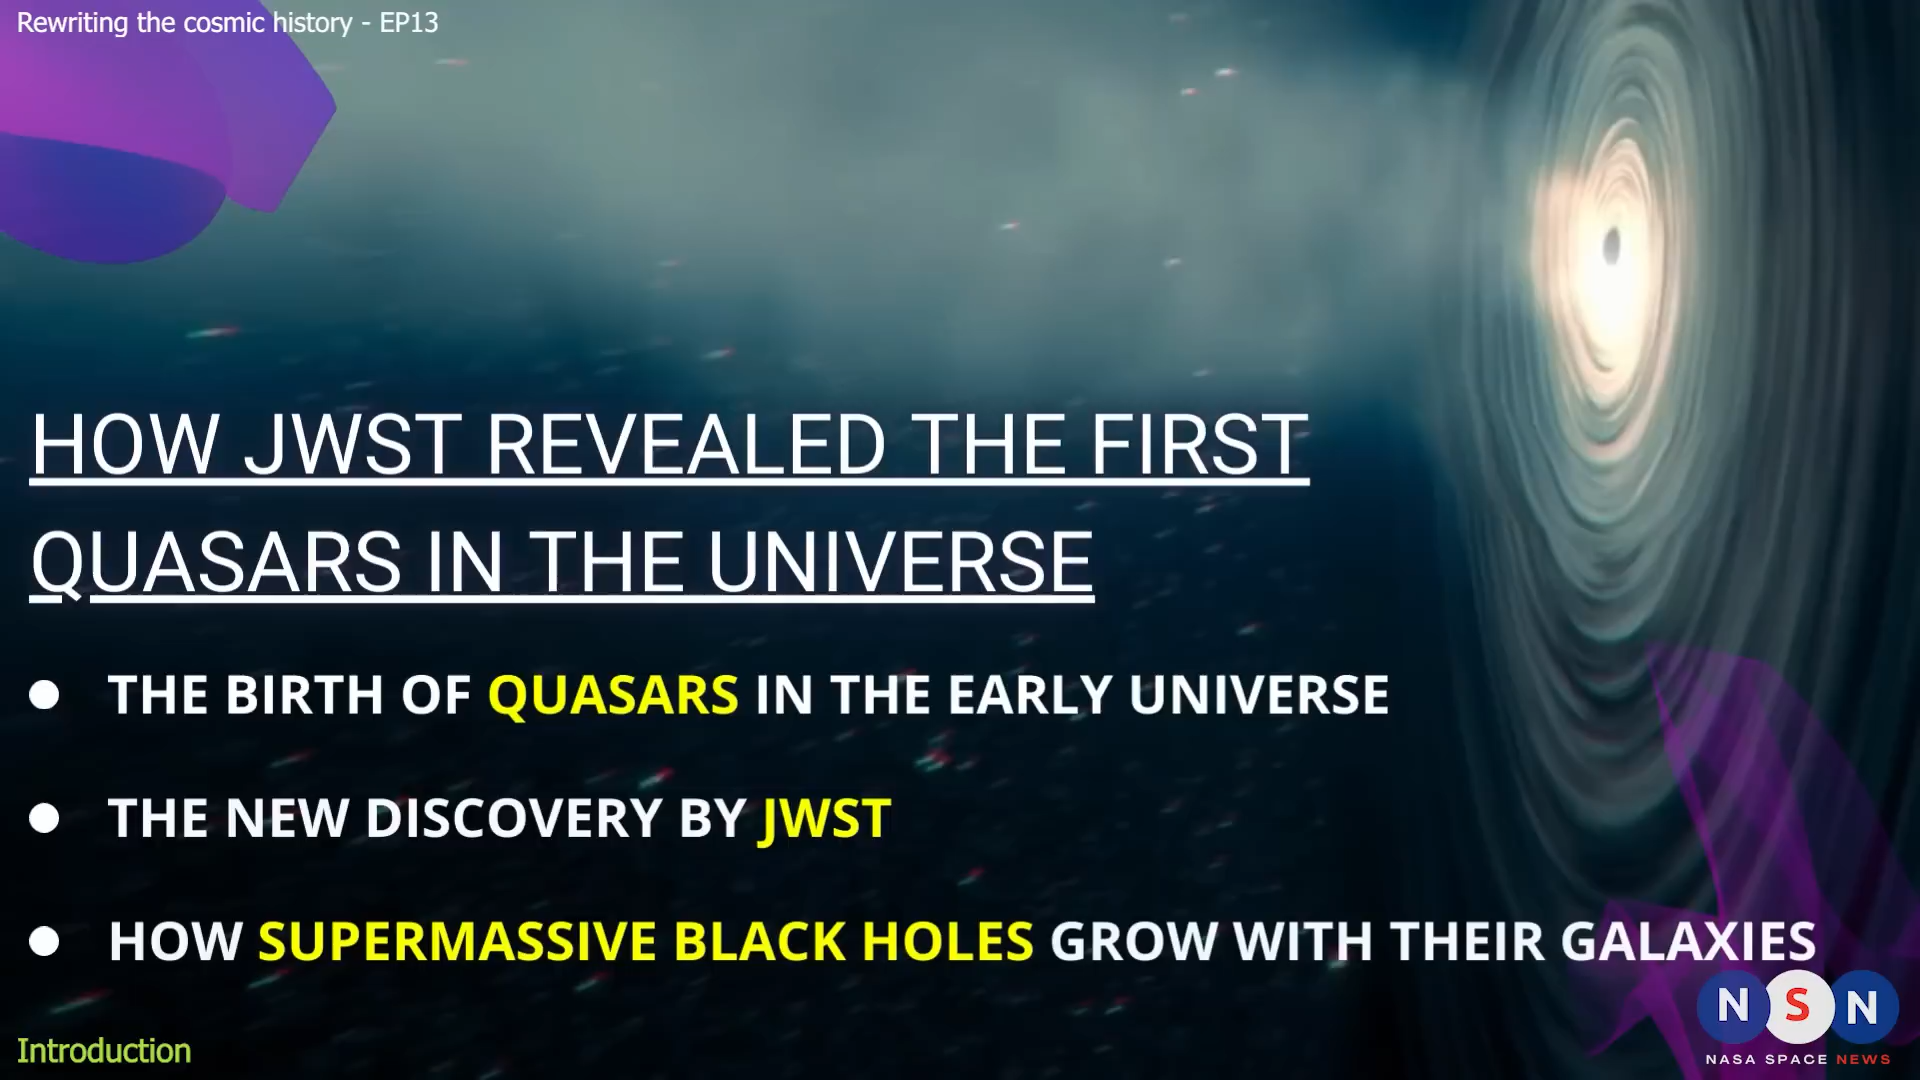 Rewriting the cosmic history - EP13
HOW JWST REVEALED THE FIRST
QUASARS IN THE UNIVERSE
● THE BIRTH OF QUASARS IN THE EARLY UNIVERSE
● THE NEW DISCOVERY BY JWST
● HOW SUPERMASSIVE BLACK HOLES GROW WITH THEIR GALAXIES
Introduction
NSN
NASA SPACE NEWS